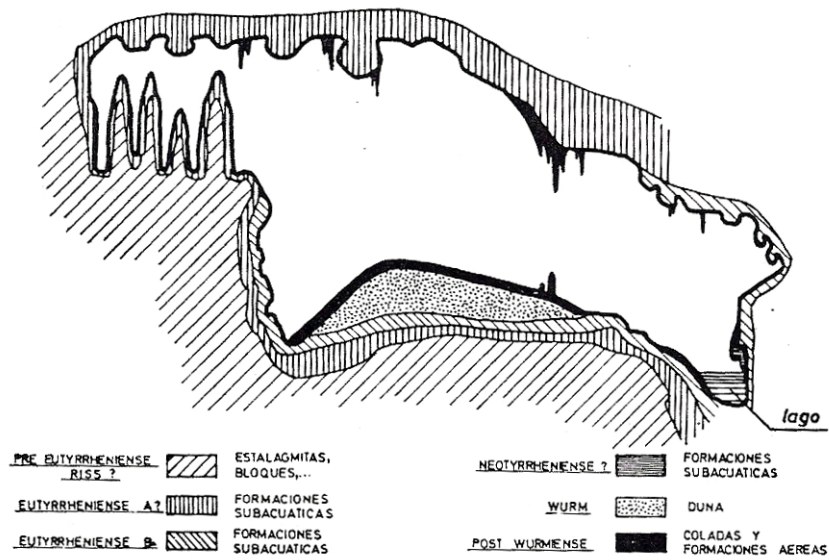 lago
PRE EUTYRRHENIENSE
RISS ?
ESTALAGMITAS,
BLOQUES,...
EUTYRRHENIENSE A?
FORMACIONES
SUBACUATICAS
EUTYRRHENIENSE B
FORMACIONES
SUBACUATICAS
NEOTYRRHENIENSE ?
FORMACIONES
SUBACUATICAS
WURM
DUNA
POST WURMIENSE
COLADAS Y
FORMACIONES AEREAS